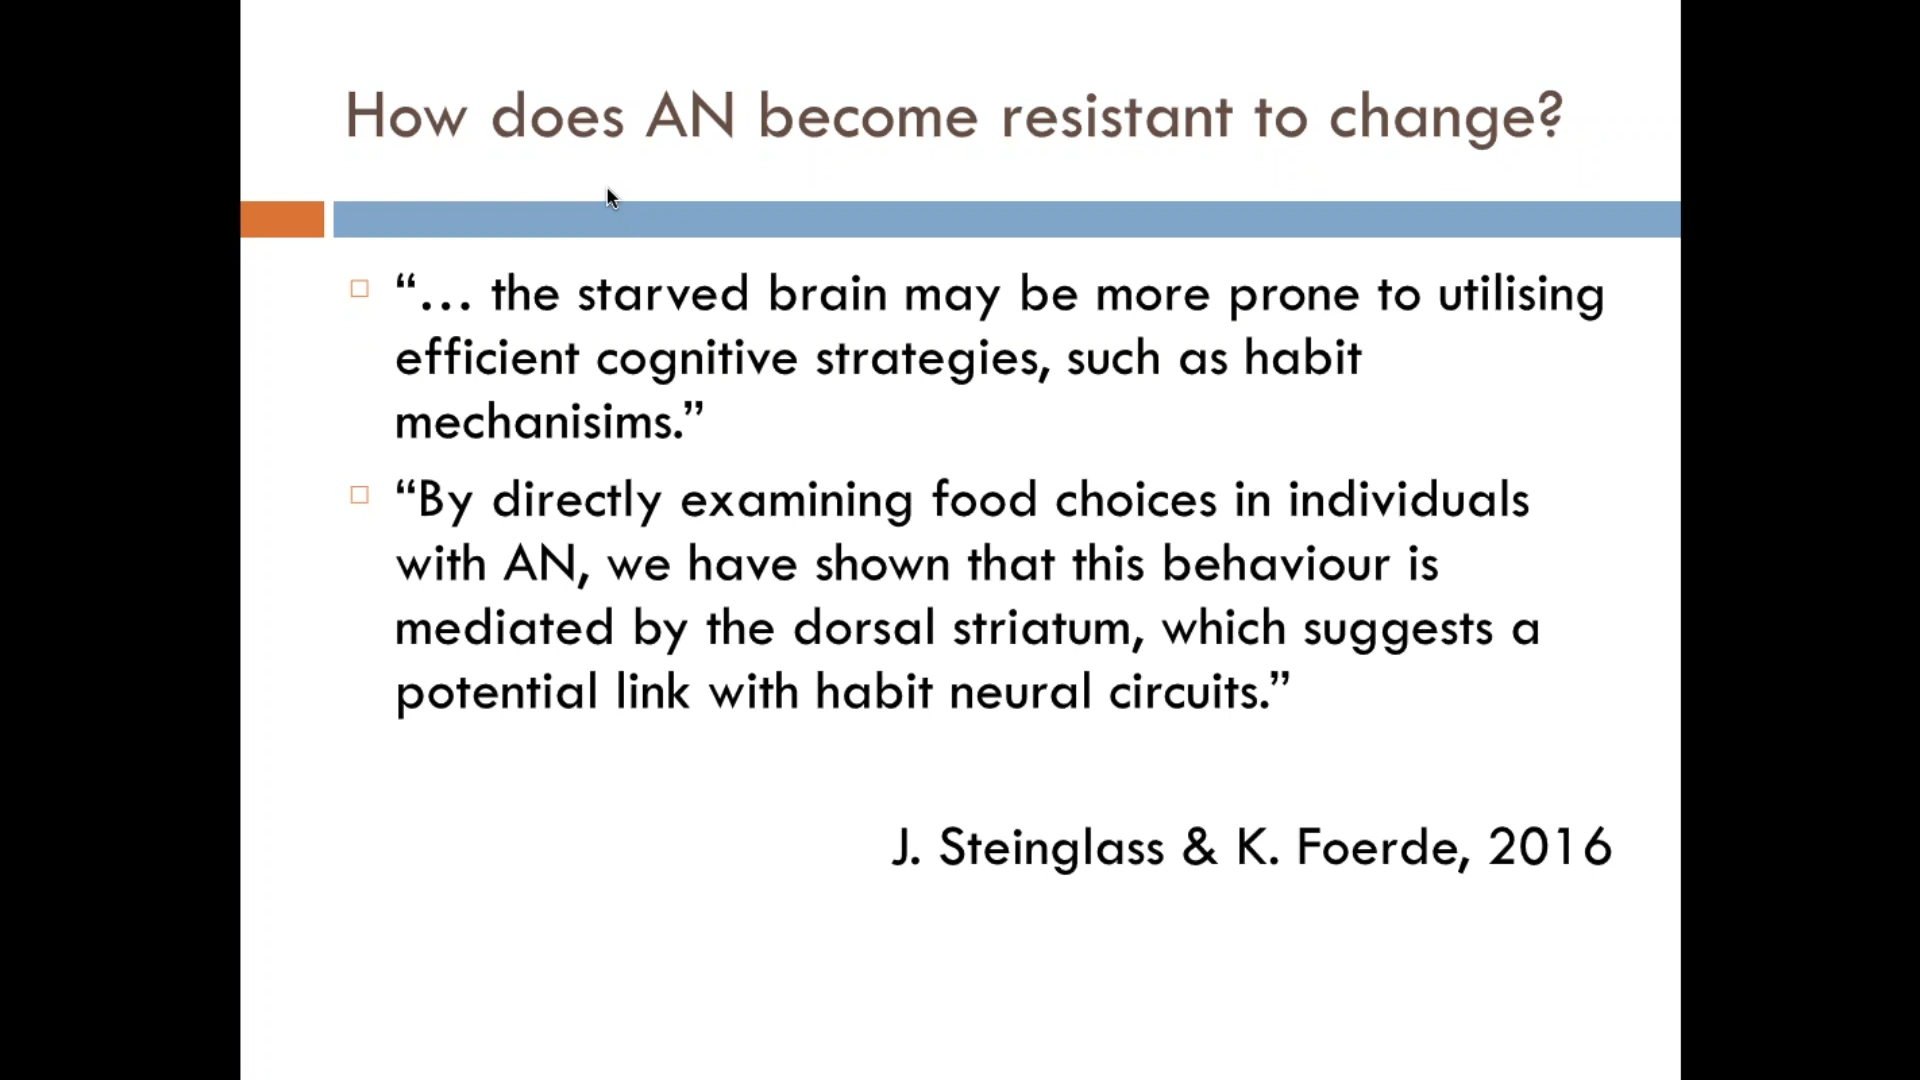 How does AN become resistant to change?
“… the starved brain may be more prone to utilising
efficient cognitive strategies, such as habit
mechanisims.”
“By directly examining food choices in individuals
with AN, we have shown that this behaviour is
mediated by the dorsal striatum, which suggests a
potential link with habit neural circuits.”
J. Steinglass & K. Foerde, 2016